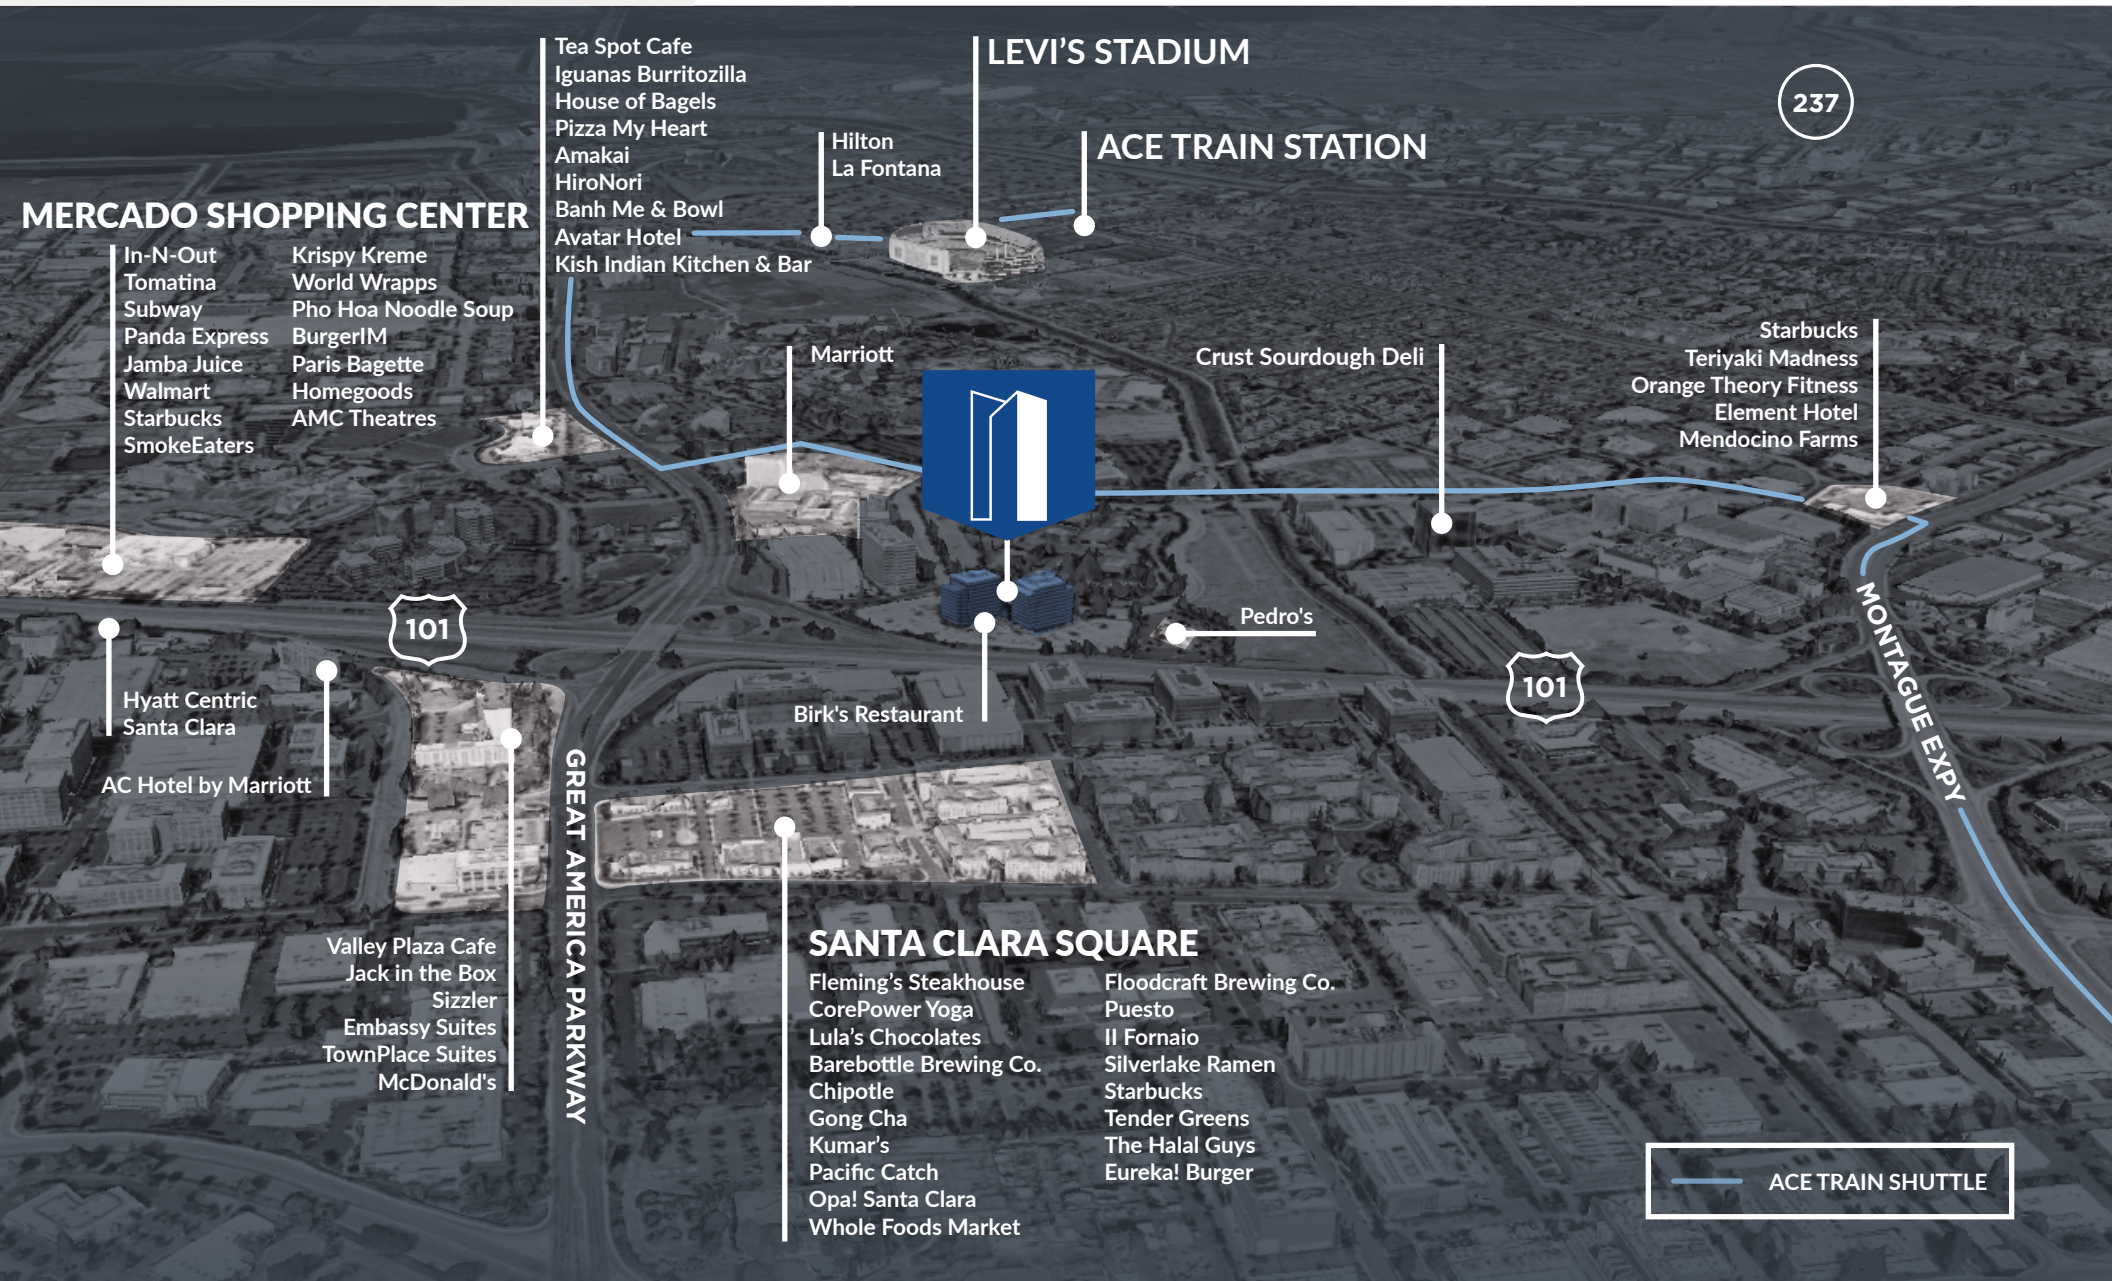 Tea Spot Cafe
Iguanas Burritozilla
House of Bagels
Pizza My Heart
Amakai
HiroNori
Banh Me & Bowl
Avatar Hotel
Kish Indian Kitchen & Bar
LEVI’S STADIUM
237
Hilton
La Fontana
ACE TRAIN STATION
MERCADO SHOPPING CENTER
In-N-Out
Tomatina
Subway
Panda Express
Jamba Juice
Walmart
Starbucks
SmokeEaters
Krispy Kreme
World Wrapps
Pho Hoa Noodle Soup
BurgerIM
Paris Bagette
Homegoods
AMC Theatres
Marriott
Crust Sourdough Deli
Starbucks
Teriyaki Madness
Orange Theory Fitness
Element Hotel
Mendocino Farms
101
Pedro's
101
MONTAGUE EXPY
Hyatt Centric
Santa Clara
AC Hotel by Marriott
Birk's Restaurant
GREAT AMERICA PARKWAY
Valley Plaza Cafe
Jack in the Box
Sizzler
Embassy Suites
TownPlace Suites
McDonald's
SANTA CLARA SQUARE
Fleming’s Steakhouse
CorePower Yoga
Lula’s Chocolates
Barebottle Brewing Co.
Chipotle
Gong Cha
Kumar’s
Pacific Catch
Opa! Santa Clara
Whole Foods Market
Floodcraft Brewing Co.
Puesto
II Fornaio
Silverlake Ramen
Starbucks
Tender Greens
The Halal Guys
Eureka! Burger
ACE TRAIN SHUTTLE